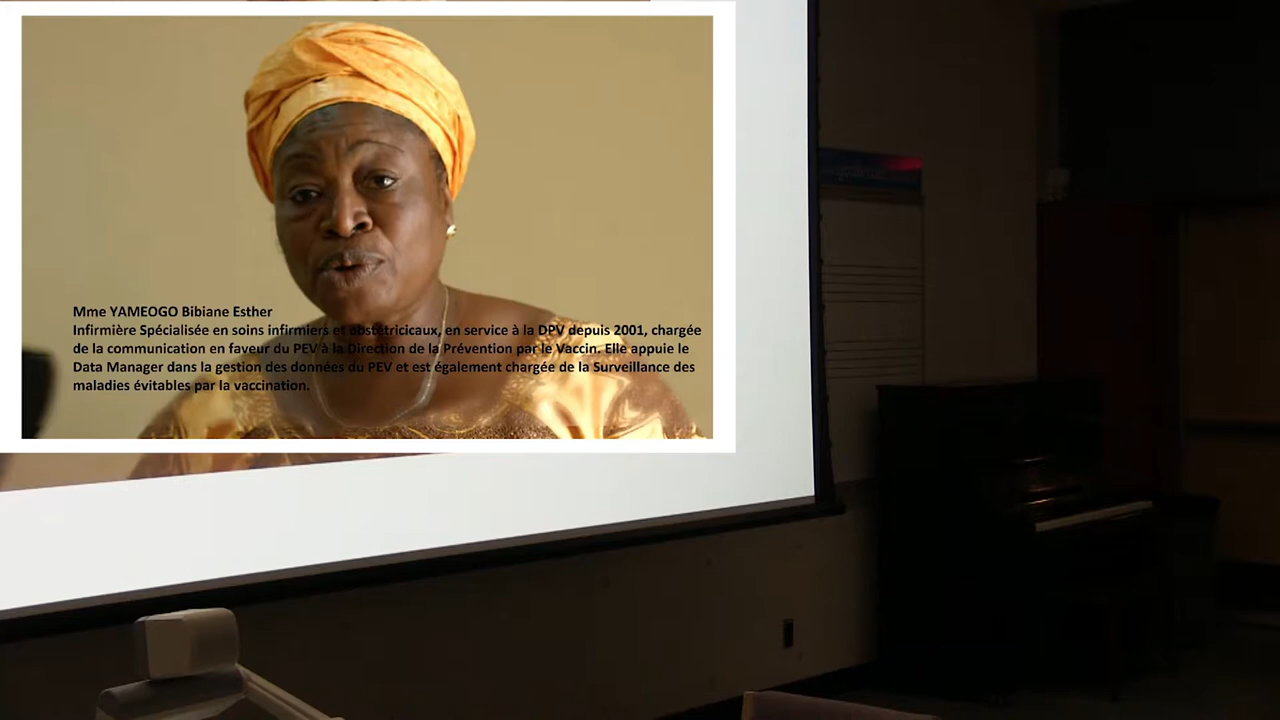 Mme YAMEOGO Bibiane Esther
Infirmière Spécialisée en soins infirmiers et obstétricicaux, en service à la DPV depuis 2001, chargée
de la communication en faveur du PEV à la Direction de la Prévention par le Vaccin. Elle appuie le
Data Manager dans la gestion des données du PEV et est également chargée de la Surveillance des
maladies évitables par la vaccination.